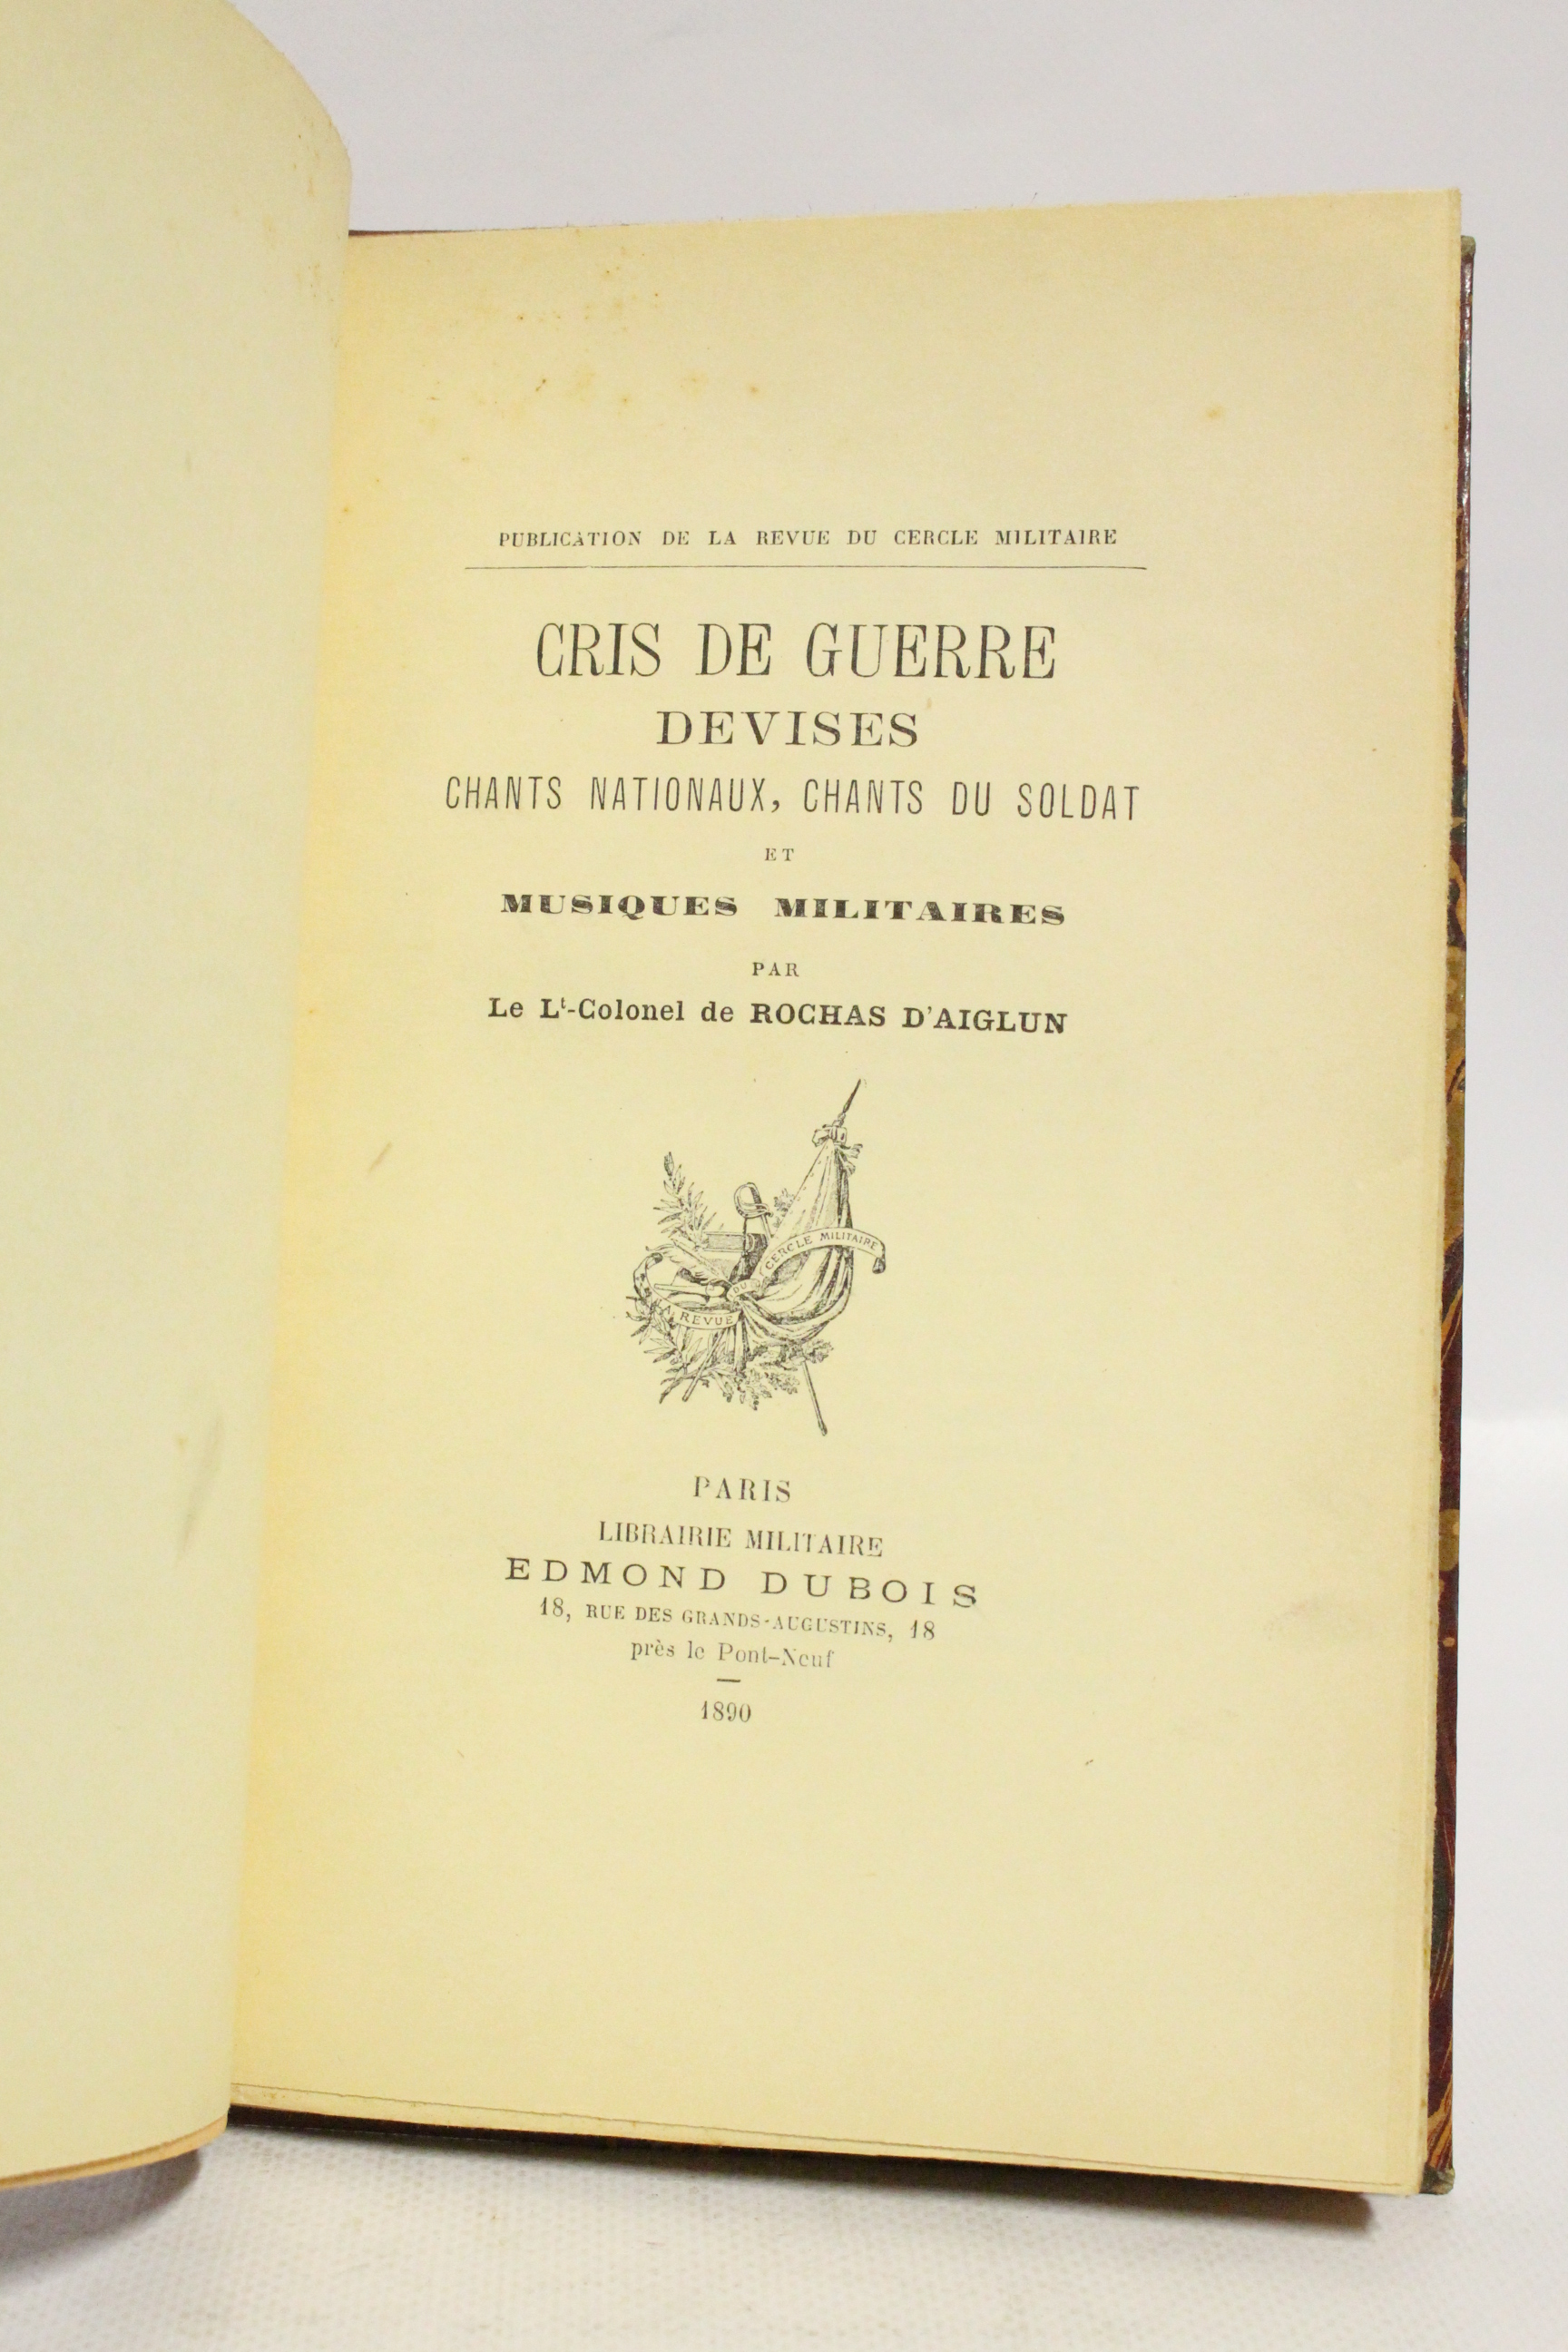 PUBLICATION DE LA REVUE DU CERCLE MILITAIRE
CRIS DE GUERRE
DEVISES
CHANTS NATIONAUX, CHANTS DU SOLDAT
ET
MUSIQUES MILITAIRES
PAR
Le Lt-Colonel de ROCHAS D'AIGLUN
LA REVUE
DU CERCLE MILITAIRE
PARIS
LIBRAIRIE MILITAIRE
EDMOND DUBOIS
18, RUE DES GRANDS-AUGUSTINS, 18
près le Pont-Neuf
1890